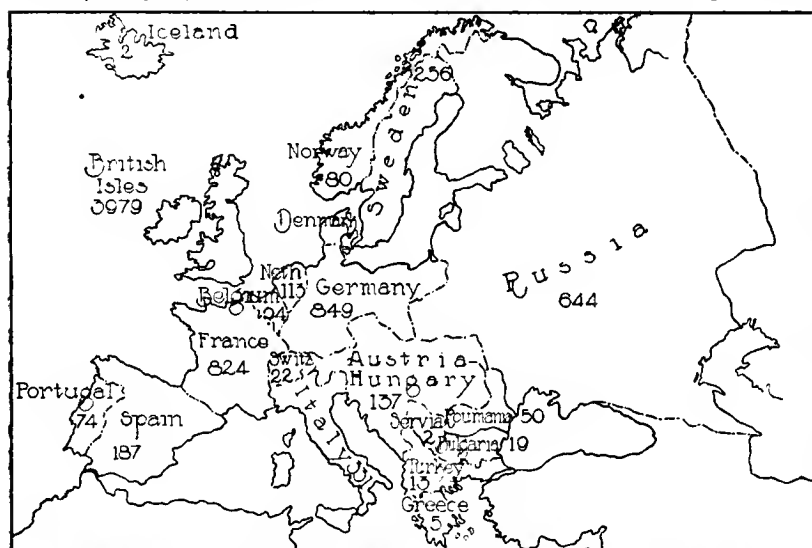 Iceland
2
British
Isles
3979
Norway
80
Sweden
Denmark
Neth
113
Belgium
Germany
849
Russia
644
France
824
Switz
22
Austria-
Hungary
137
Italy
Portugal
74
Spain
187
Servia
2
Roumania 50
Bulgaria 19
Turkey
13
Greece
5